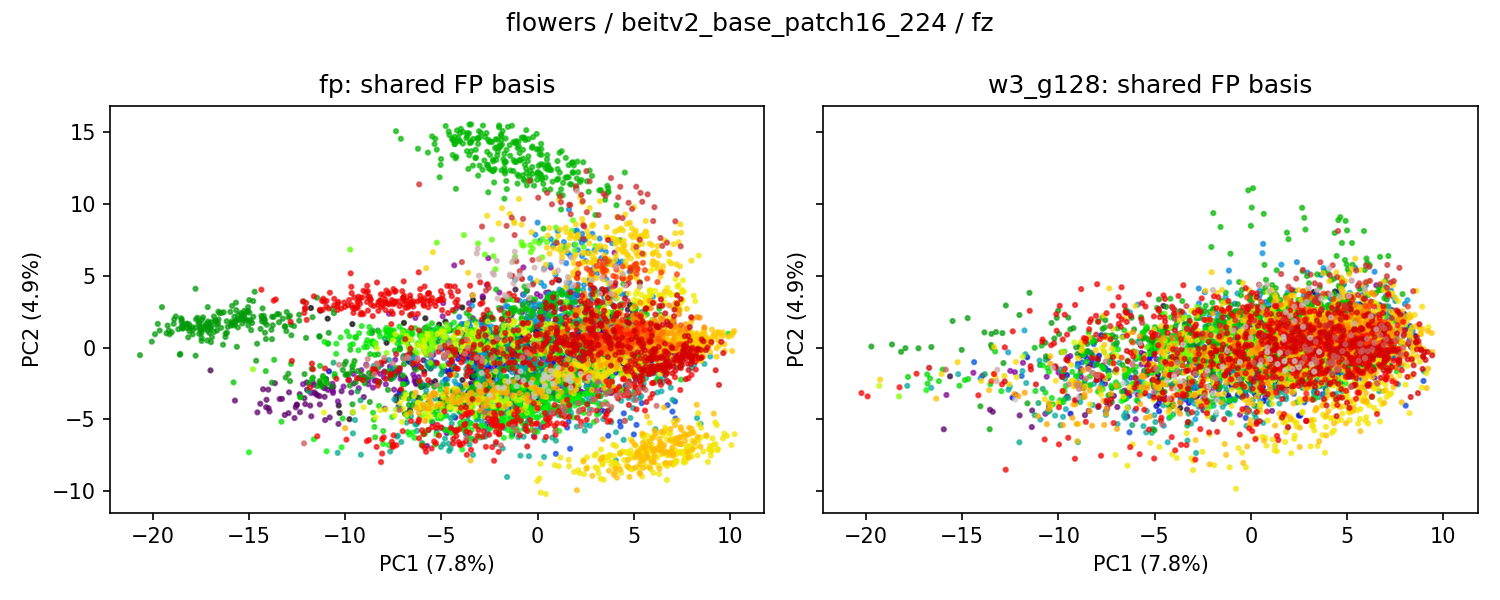 flowers / beitv2_base_patch16_224 / fz
fp: shared FP basis
w3_g128: shared FP basis
PC2 (4.9%)
15
10
5
0
−5
−10
−20
−15
−10
−5
0
5
10
PC1 (7.8%)
PC2 (4.9%)
−20
−15
−10
−5
0
5
10
PC1 (7.8%)